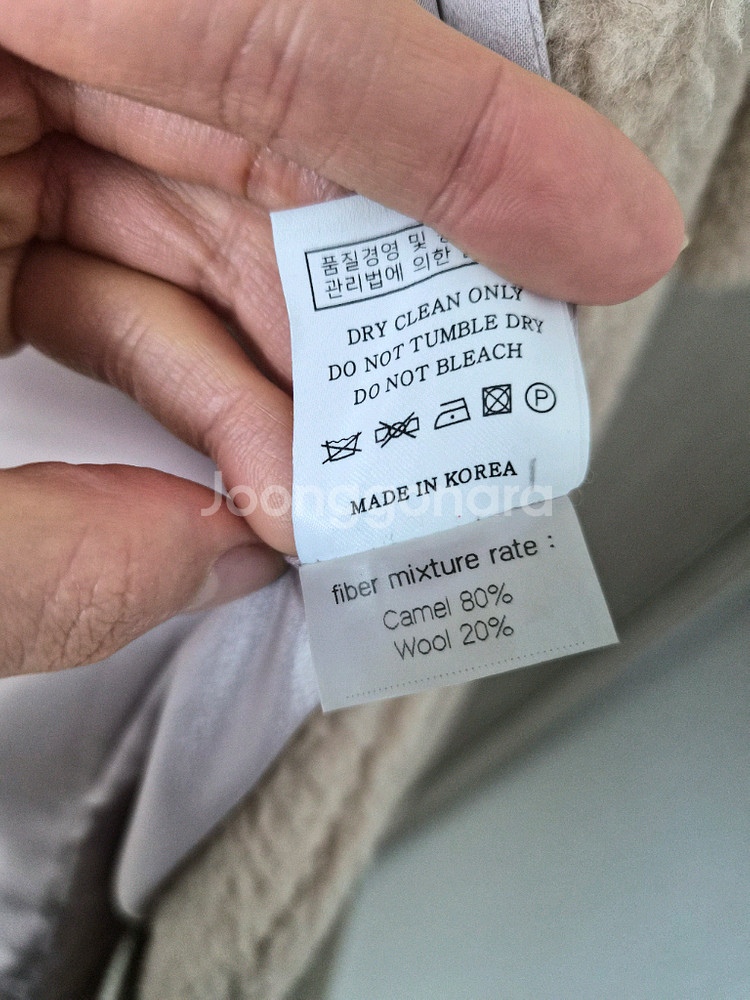 품질경영 및
관리법에 의한
DRY CLEAN ONLY
DO NOT TUMBLE DRY
DO NOT BLEACH
P
MADE IN KOREA
Joonggonara
fiber mixture rate :
Camel 80%
Wool 20%